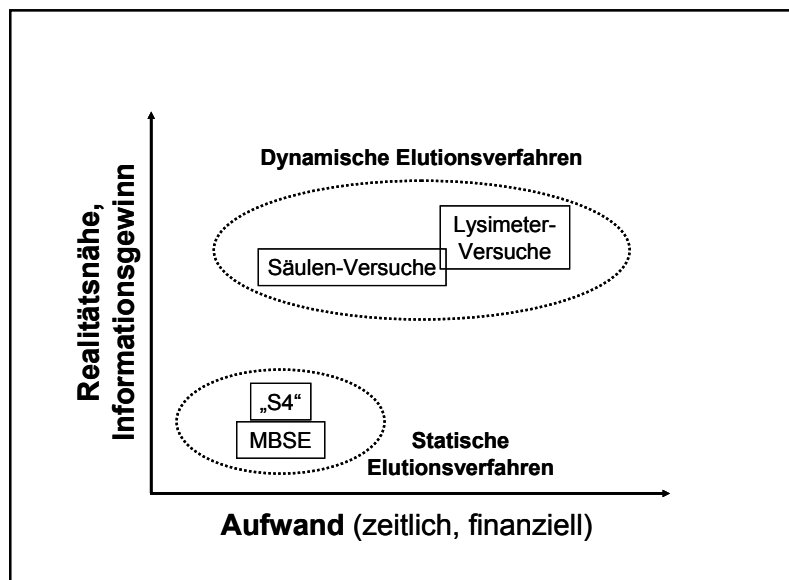 Dynamische Elutionsverfahren
Realitätsnähe,
Informationsgewinn
Lysimeter-
Versuche
Säulen-Versuche
„S4“
MBSE
Statische
Elutionsverfahren
Aufwand (zeitlich, finanziell)